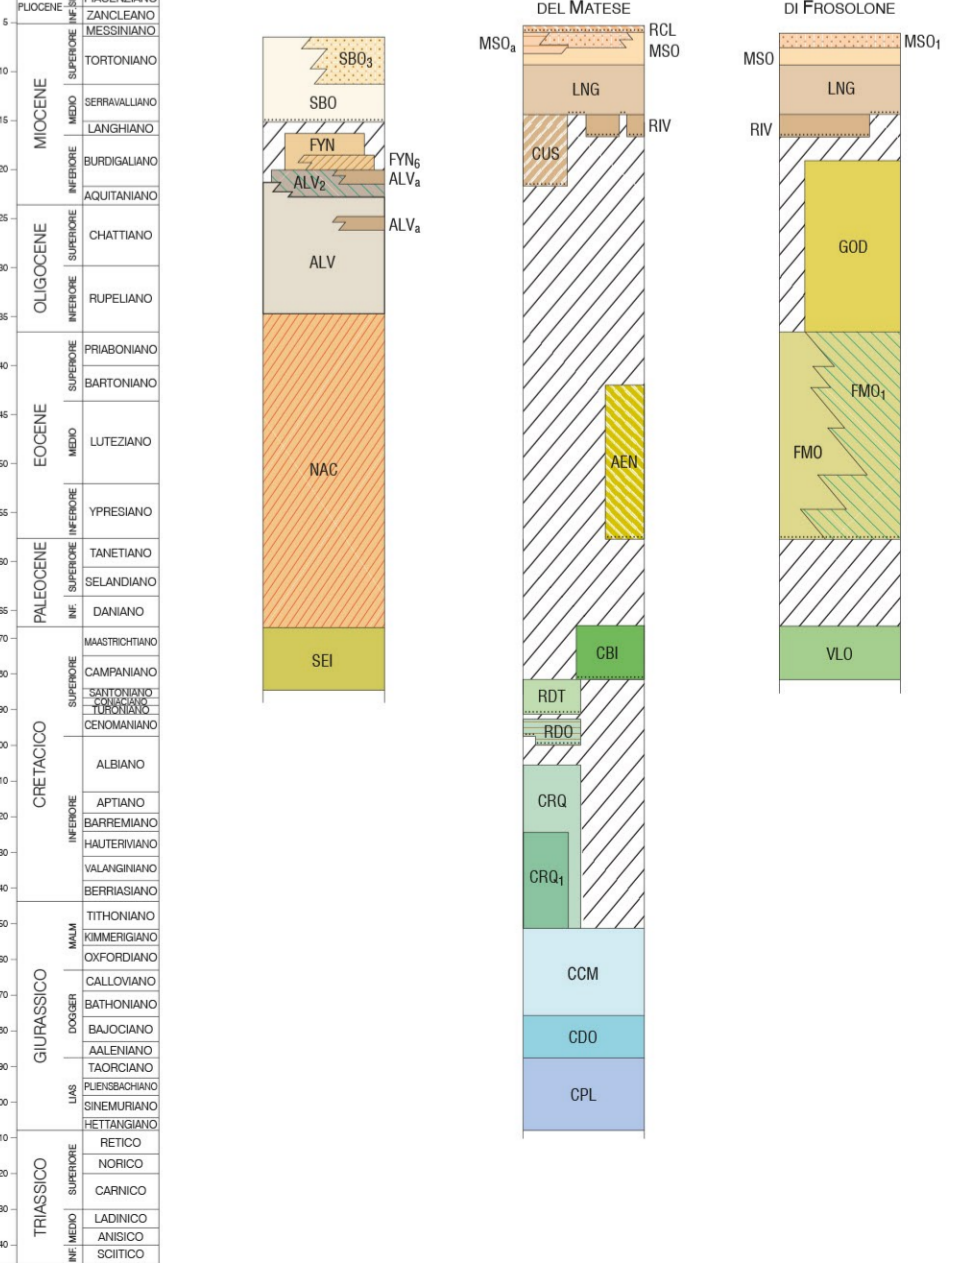 PLIOCENE
INF.
ZANCLEANO
MESSINIANO
TORTONIANO
SERRAVALLIANO
LANGHIANO
BURDIGALIANO
AQUITANIANO
MIOCENE
SUPERIORE
MEDIO
INFERIORE
CHATTIANO
RUPELIANO
OLIGOCENE
SUPERIORE
INFERIORE
PRIABONIANO
BARTONIANO
LUTEZIANO
YPRESIANO
EOCENE
SUPERIORE
MEDIO
INFERIORE
TANETIANO
SELANDIANO
DANIANO
PALEOCENE
SUPERIORE
INF.
MAASTRICHTIANO
CAMPANIANO
SANTONIANO
CONIACIANO
TURONIANO
CENOMANIANO
ALBIANO
APTIANO
BARREMIANO
HAUTERIVIANO
VALANGINIANO
BERRIASIANO
CRETACICO
SUPERIORE
INFERIORE
TITHONIANO
KIMMERIGIANO
OXFORDIANO
CALLOVIANO
BATHONIANO
BAJOCIANO
AALENIANO
TAORCIANO
PLIENSBACHIANO
SINEMURIANO
HETTANGIANO
GIURASSICO
MALM
DOGGER
LIAS
RETICO
NORICO
CARNICO
LADINICO
ANISICO
SCIITICO
TRIASSICO
SUPERIORE
MEDIO
INF.
SBO3
SBO
FYN
FYN6
ALV2
ALVa
ALVa
ALV
NAC
SEI
DEL MATESE
RCL
MSOa
MSO
LNG
RIV
CUS
AEN
CBI
RDT
RDO
CRQ
CRQ1
CCM
CDO
CPL
DI FROSOLONE
MSO1
MSO
LNG
RIV
GOD
FMO1
FMO
VLO